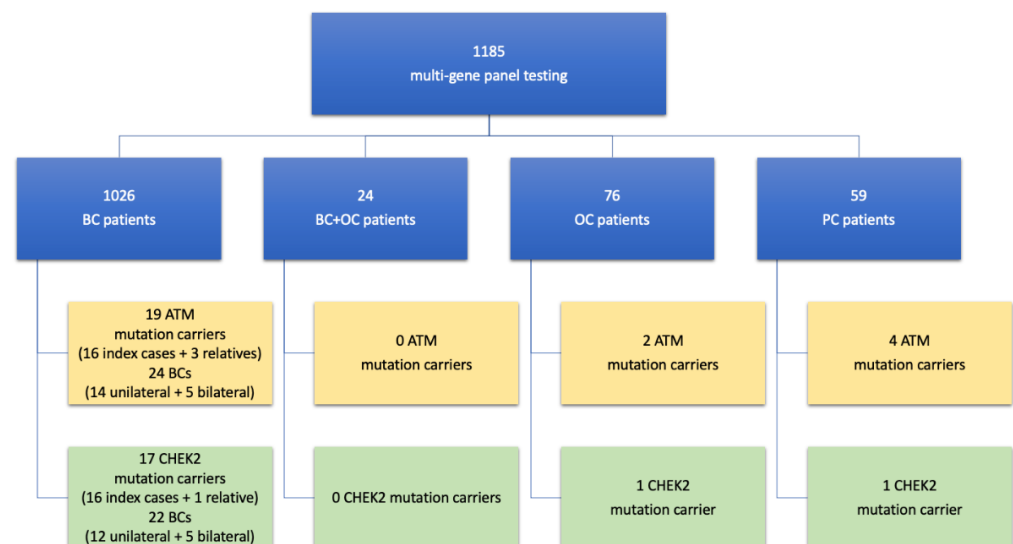 1185
multi-gene panel testing
1026
BC patients
24
BC+OC patients
76
OC patients
59
PC patients
19 ATM
mutation carriers
(16 index cases + 3 relatives)
24 BCs
(14 unilateral + 5 bilateral)
0 ATM
mutation carriers
2 ATM
mutation carriers
4 ATM
mutation carriers
17 CHEK2
mutation carriers
(16 index cases + 1 relative)
22 BCs
(12 unilateral + 5 bilateral)
0 CHEK2 mutation carriers
1 CHEK2
mutation carrier
1 CHEK2
mutation carrier